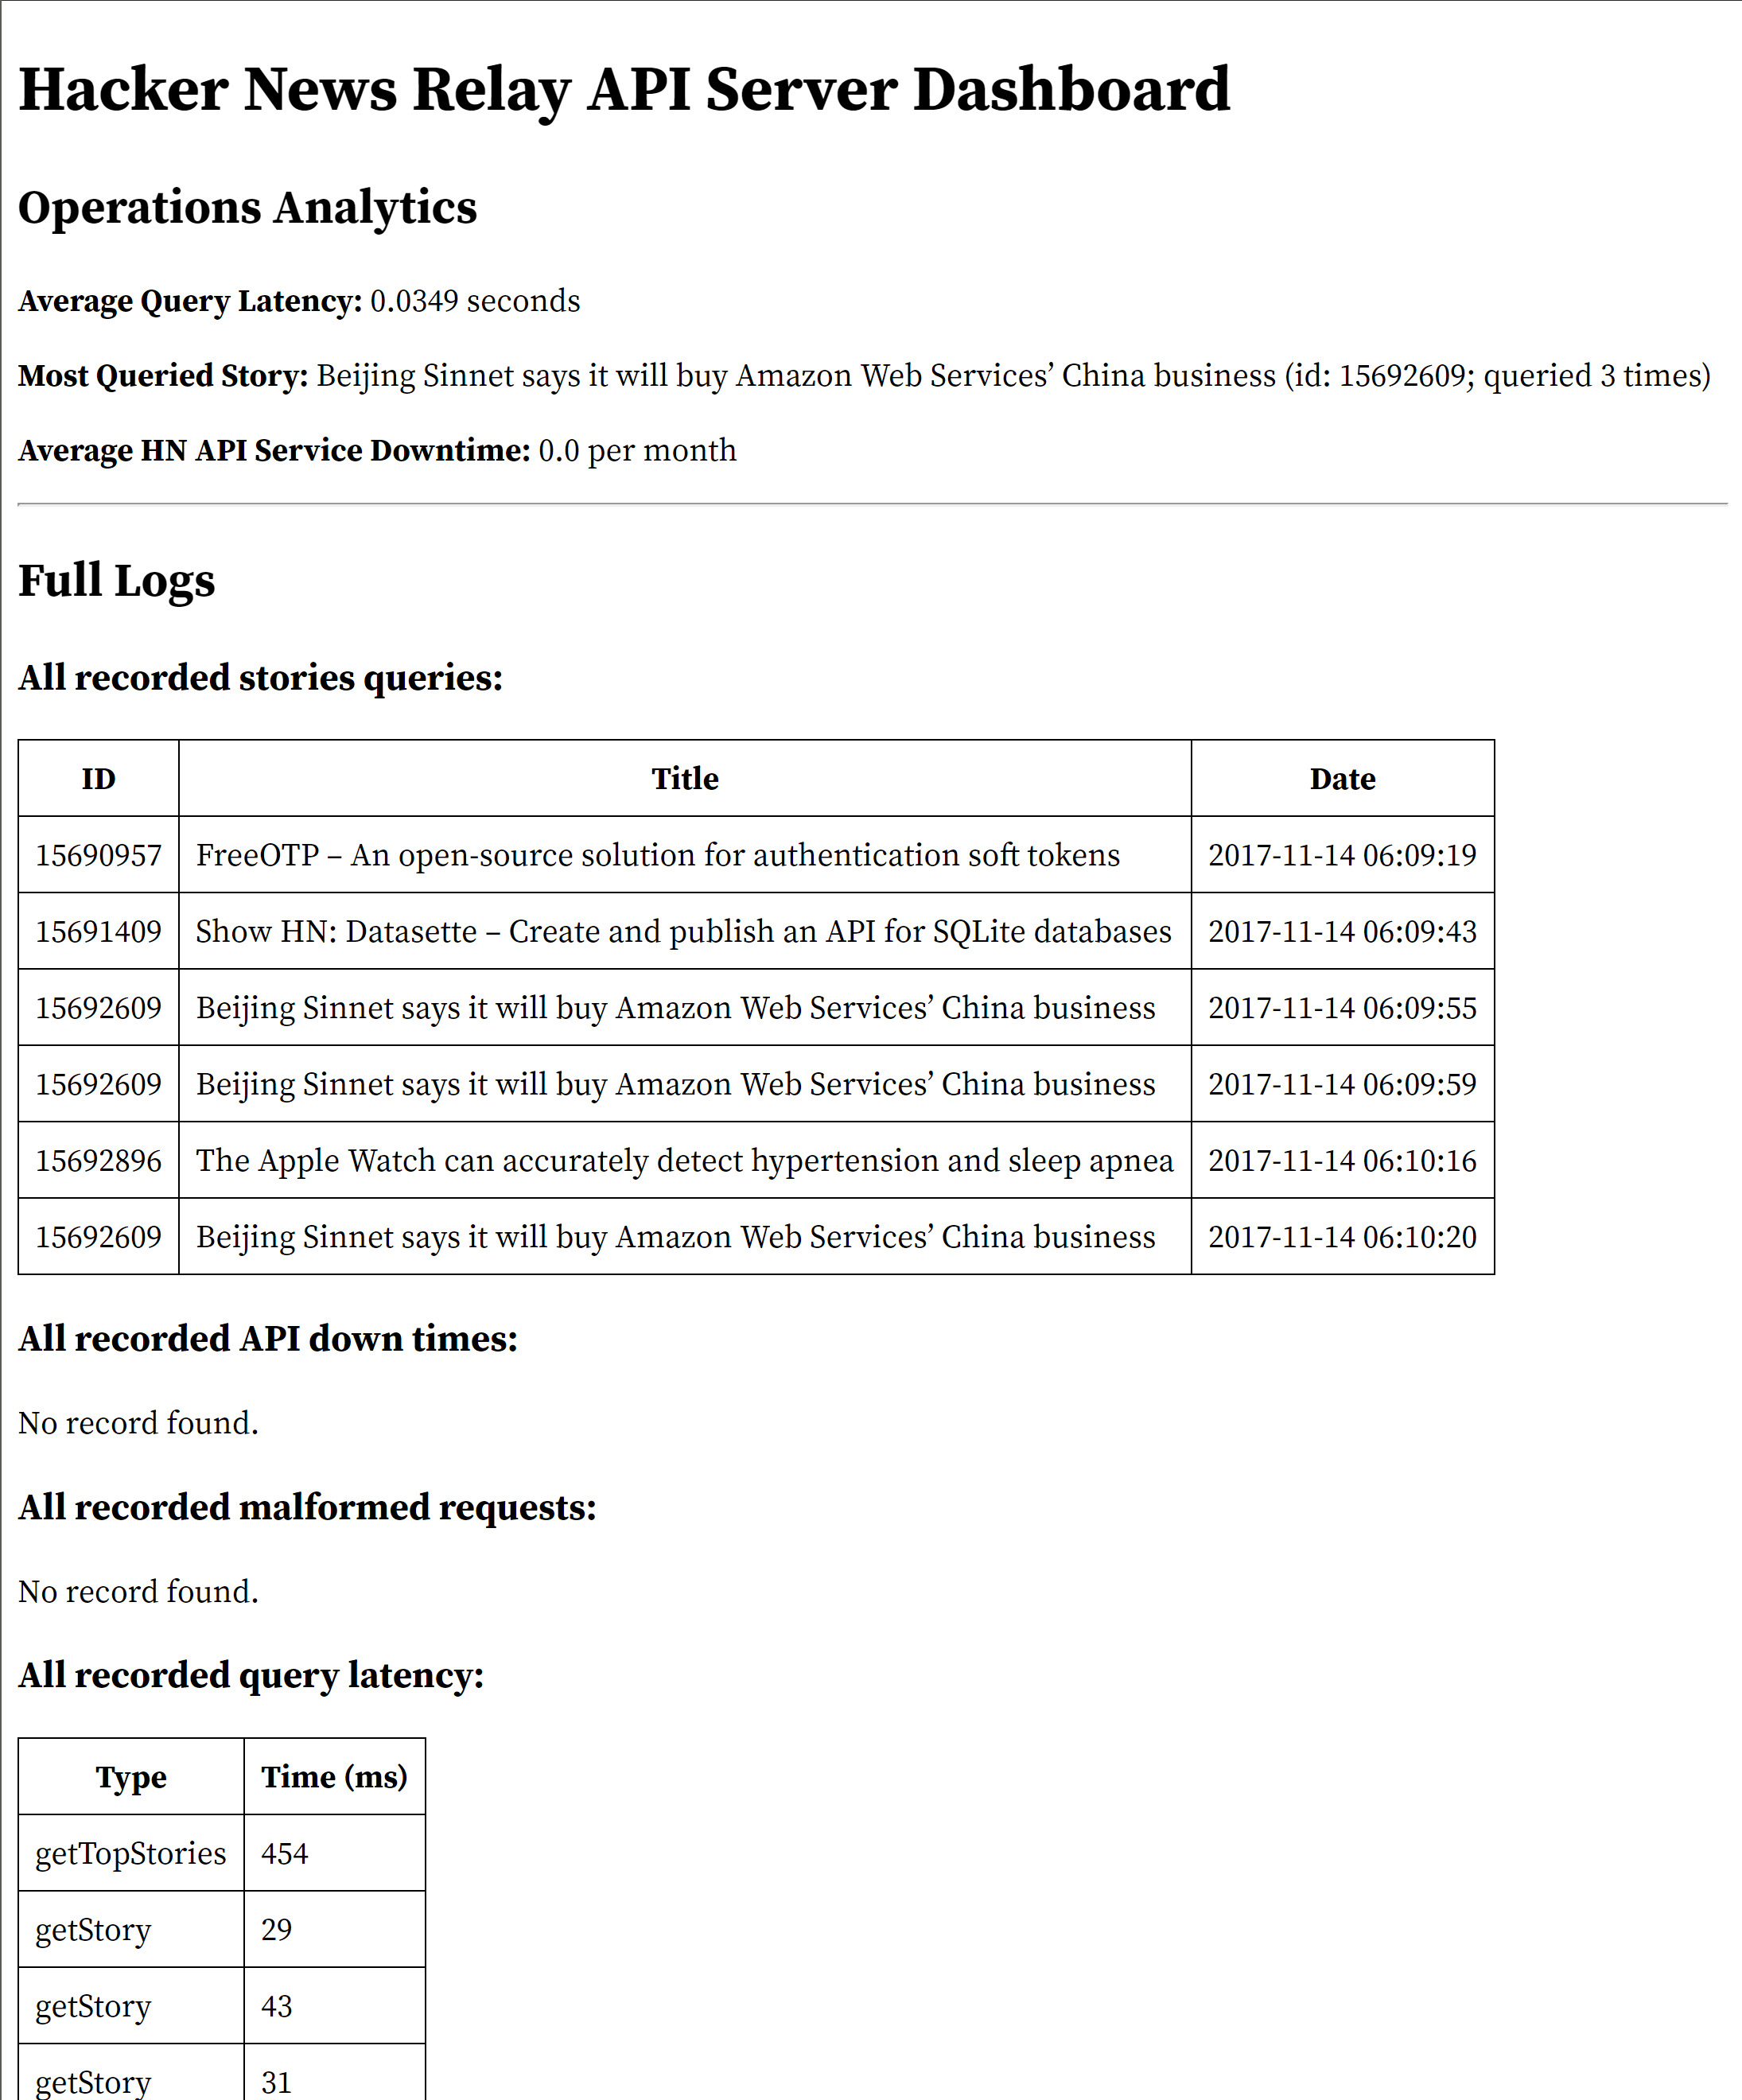 Hacker News Relay API Server Dashboard
Operations Analytics
Average Query Latency: 0.0349 seconds
Most Queried Story: Beijing Sinnet says it will buy Amazon Web Services’ China business (id: 15692609; queried 3 times)
Average HN API Service Downtime: 0.0 per month
Full Logs
All recorded stories queries:
ID Title Date
15690957 FreeOTP – An open-source solution for authentication soft tokens 2017-11-14 06:09:19
15691409 Show HN: Datasette – Create and publish an API for SQLite databases 2017-11-14 06:09:43
15692609 Beijing Sinnet says it will buy Amazon Web Services’ China business 2017-11-14 06:09:55
15692609 Beijing Sinnet says it will buy Amazon Web Services’ China business 2017-11-14 06:09:59
15692896 The Apple Watch can accurately detect hypertension and sleep apnea 2017-11-14 06:10:16
15692609 Beijing Sinnet says it will buy Amazon Web Services’ China business 2017-11-14 06:10:20
All recorded API down times:
No record found.
All recorded malformed requests:
No record found.
All recorded query latency:
Type Time (ms)
getTopStories 454
getStory 29
getStory 43
getStory 31